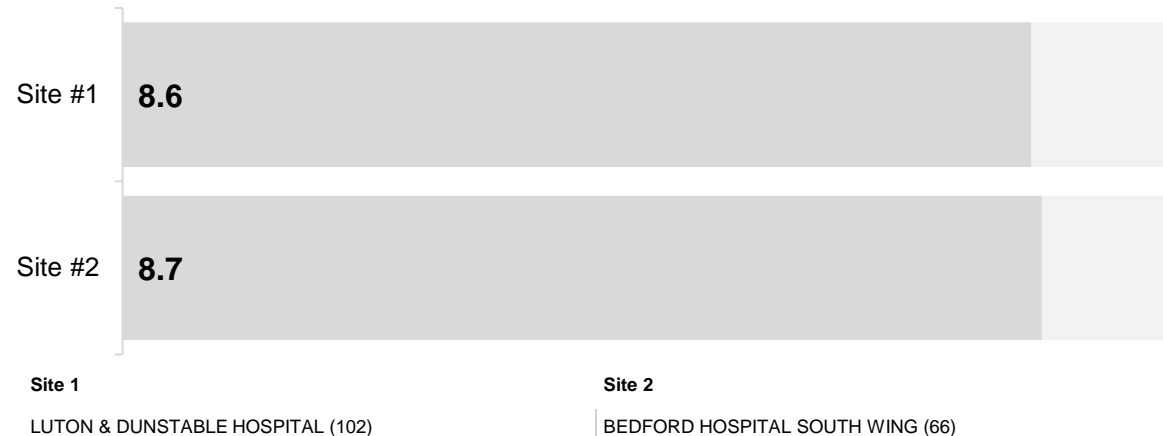 Site #1 8.6
Site #2 8.7
Site 1 Site 2
LUTON & DUNSTABLE HOSPITAL (102) BEDFORD HOSPITAL SOUTH WING (66)